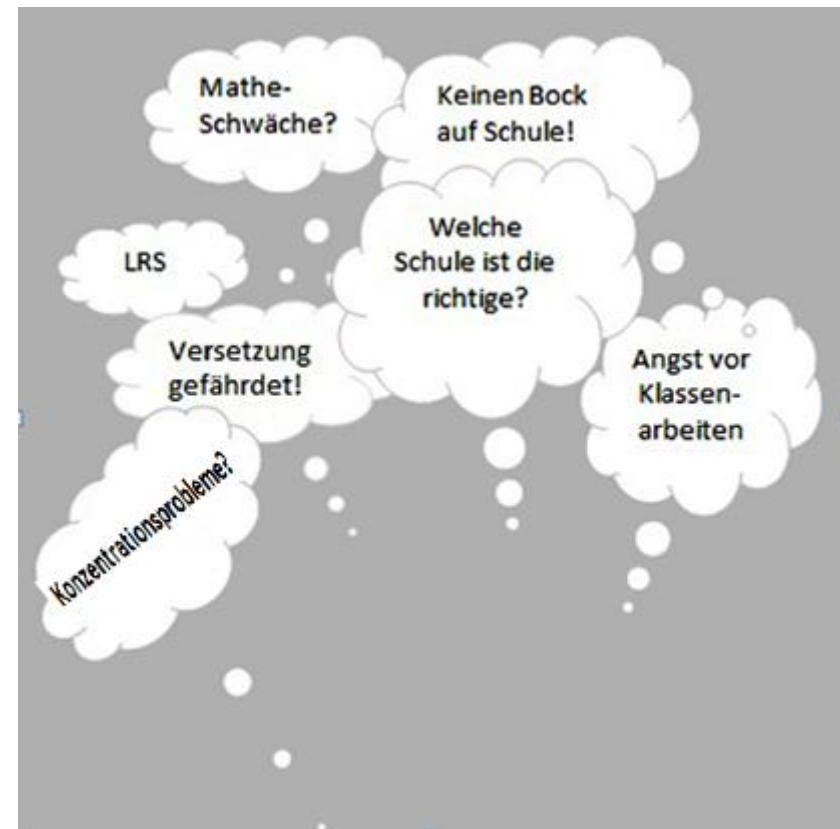 Mathe-
Schwäche?
Keinen Bock
auf Schule!
Welche
Schule ist die
richtige?
LRS
Versetzung
gefährdet!
Angst vor
Klassen-
arbeiten
Konzentrationsprobleme?